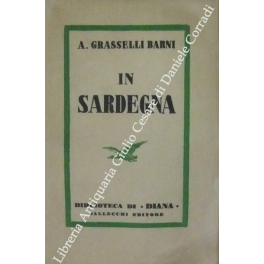 A. GRASSELLI BARNI
IN
SARDEGNA
BIBLIOTECA DI « DIANA »
VALLECCHI EDITORE
Libreria Antiquaria Giulio Cesare di Daniele Corradi